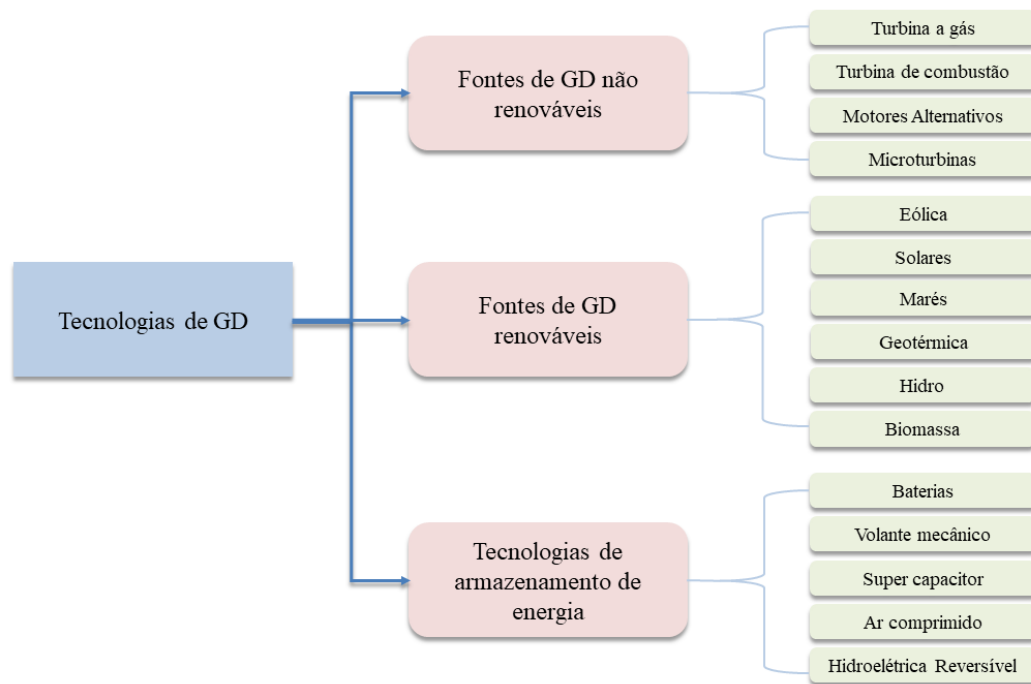 Tecnologias de GD
Fontes de GD não
renováveis
Turbina a gás
Turbina de combustão
Motores Alternativos
Microturbinas
Fontes de GD
renováveis
Eólica
Solares
Marés
Geotérmica
Hidro
Biomassa
Tecnologias de
armazenamento de
energia
Baterias
Volante mecânico
Super capacitor
Ar comprimido
Hidroelétrica Reversível